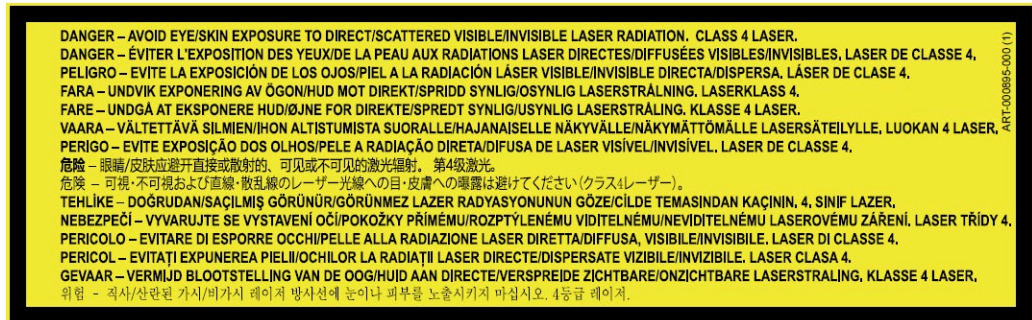 DANGER – AVOID EYE/SKIN EXPOSURE TO DIRECT/SCATTERED VISIBLE/INVISIBLE LASER RADIATION. CLASS 4 LASER.
DANGER – ÉVITER L'EXPOSITION DES YEUX/DE LA PEAU AUX RADIATIONS LASER DIRECTES/DIFFUSÉES VISIBLES/INVISIBLES. LASER DE CLASSE 4.
PELIGRO – EVITE LA EXPOSICIÓN DE LOS OJOS/PIEL A LA RADIACIÓN LÁSER VISIBLE/INVISIBLE DIRECTA/DISPERSA. LÁSER DE CLASE 4.
FARA – UNDVIK EXPONERING AV ÖGON/HUD MOT DIREKT/SPRIDD SYNLIG/OSYNLIG LASERSTRÅLNING. LASERKLASS 4.
FARE – UNDGÅ AT EKSPONERE HUD/ØJNE FOR DIREKTE/SPREDT SYNLIG/USYNLIG LASERSTRÅLING. KLASSE 4 LASER.
VAARA – VÄLTETTÄVÄ SILMIEN/IHON ALTISTUMISTA SUORALLE/HAJANAISELLE NÄKYVÄLLE/NÄKYMÄTTÖMÄLLE LASERSÄTEILYLLE. LUOKAN 4 LASER.
PERIGO – EVITE EXPOSIÇÃO DOS OLHOS/PELE A RADIAÇÃO DIRETA/DIFUSA DE LASER VISÍVEL/INVISÍVEL. LASER DE CLASSE 4.
危险 – 眼睛/皮肤应避开直接或散射的、可见或不可见的激光辐射。 第4级激光。
危険 – 可視・不可視および直線・散乱線のレーザー光線への目・皮膚への曝露は避けてください(クラス4レーザー)。
TEHLİKE – DOĞRUDAN/SAÇILMIŞ GÖRÜNÜR/GÖRÜNMEZ LAZER RADYASYONUNUN GÖZE/CİLDE TEMASINDAN KAÇININ. 4. SINIF LAZER.
NEBEZPEČÍ – VYVARUJTE SE VYSTAVENÍ OČÍ/POKOŽKY PŘÍMÉMU/ROZPTÝLENÉMU VIDITELNÉMU/NEVIDITELNÉMU LASEROVÉMU ZÁŘENÍ. LASER TŘÍDY 4.
PERICOLO – EVITARE DI ESPORRE OCCHI/PELLE ALLA RADIAZIONE LASER DIRETTA/DIFFUSA, VISIBILE/INVISIBILE. LASER DI CLASSE 4.
PERICOL – EVITAȚI EXPUNEREA PIELII/OCHILOR LA RADIAȚII LASER DIRECTE/DISPERSATE VIZIBILE/INVIZIBILE. LASER CLASA 4.
GEVAAR – VERMIJD BLOOTSTELLING VAN DE OOG/HUID AAN DIRECTE/VERSPREIDE ZICHTBARE/ONZICHTBARE LASERSTRALING. KLASSE 4 LASER.
위험 - 직사/산란된 가시/비가시 레이저 방사선에 눈이나 피부를 노출시키지 마십시오. 4등급 레이저.
ART-000895-000 (1)